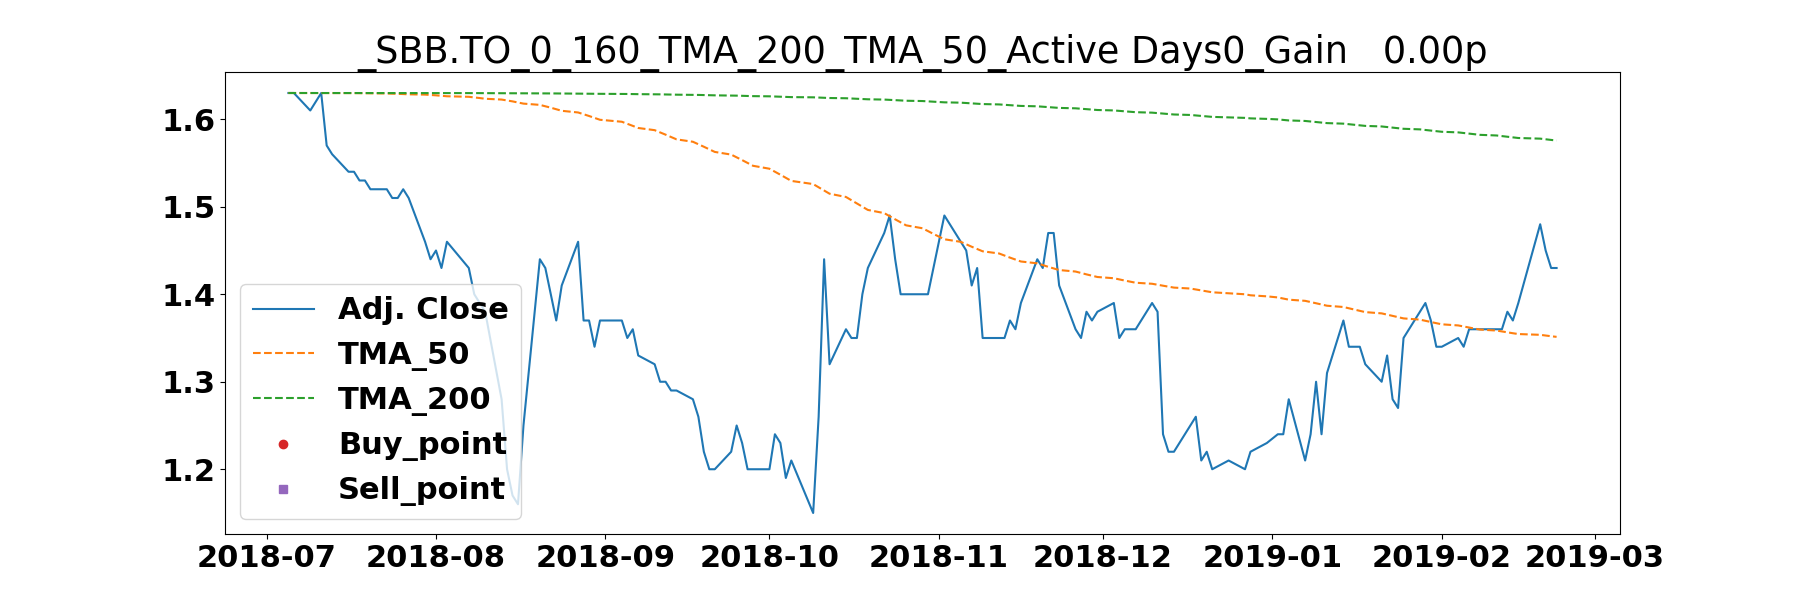 _SBB.TO_0_160_TMA_200_TMA_50_Active Days0_Gain   0.00p
1.6
1.5
1.4
1.3
1.2
Adj. Close
TMA_50
TMA_200
Buy_point
Sell_point
2018-07 2018-08 2018-09 2018-10 2018-11 2018-12 2019-01 2019-02 2019-03